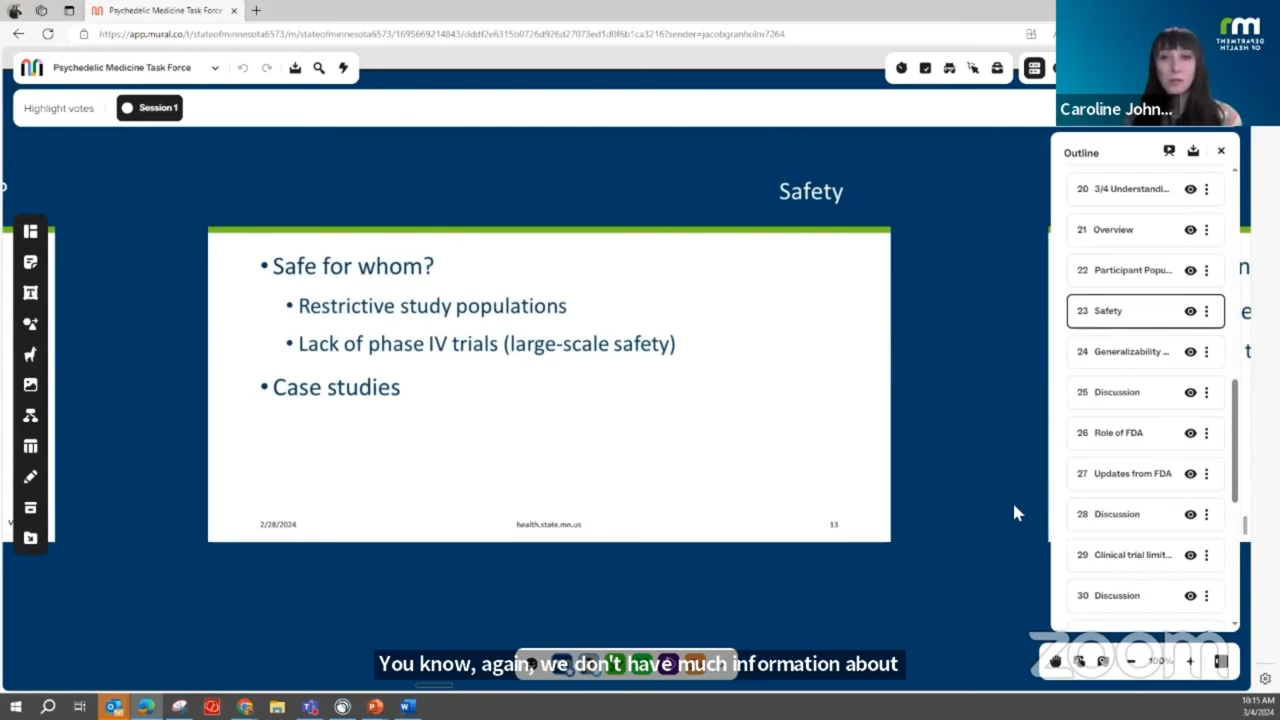 Psychedelic Medicine Task Force
https://app.mural.co/t/stateofminnesota6573/m/stateofminnesota6573/1695669214843/dddf2e6315b0726d926d27073ed1d0f6b1ca3216?sender=jacobgranholm7264
Psychedelic Medicine Task Force
Highlight votes
Session 1
DEPARTMENT
OF HEALTH
Caroline John...
Outline
20 3/4 Understandi...
21 Overview
22 Participant Popu...
23 Safety
24 Generalizability ...
25 Discussion
26 Role of FDA
27 Updates from FDA
28 Discussion
29 Clinical trial limit...
30 Discussion
Safety
• Safe for whom?
• Restrictive study populations
• Lack of phase IV trials (large-scale safety)
• Case studies
2/28/2024
health.state.mn.us
13
You know, again, we don't have much information about
zoom
100%
10:15 AM
3/4/2024